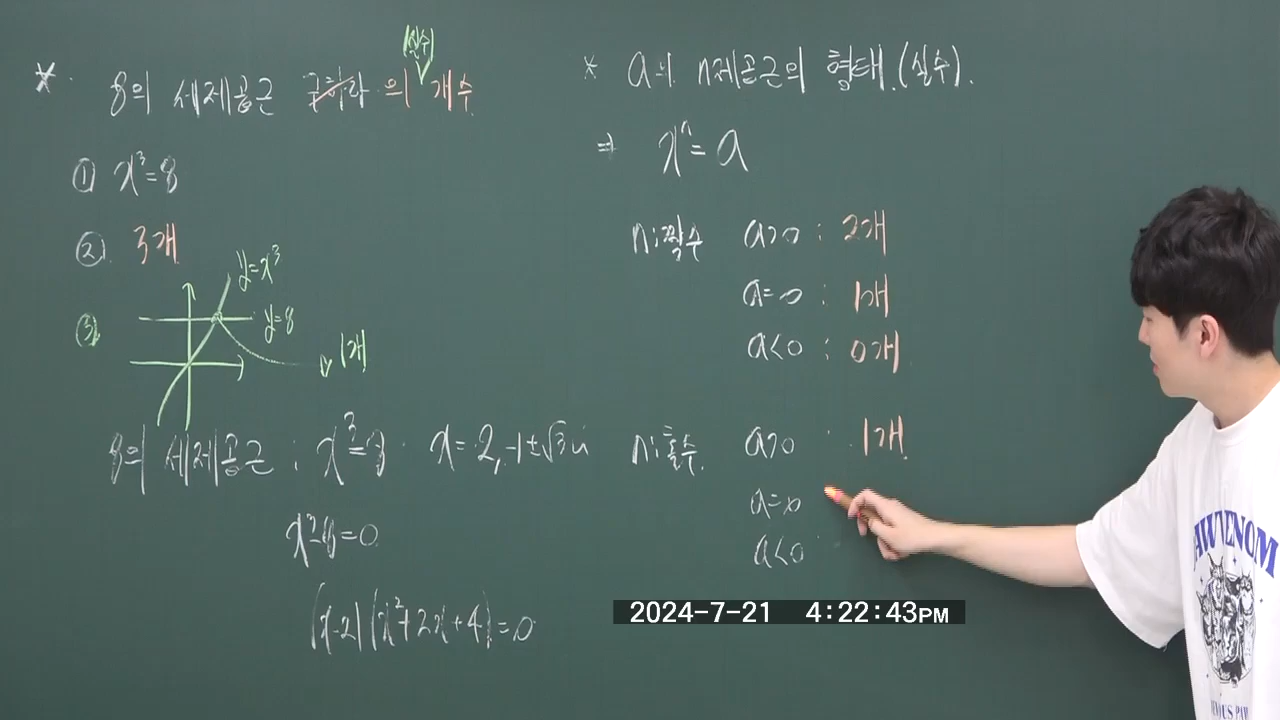 * 8의 세제곱근 구하라 의 (실수) 개수
① x³=8
② 3개
③ y=x³
y=8
1개
8의 세제곱근 : x³=8 x=2, -1±√3 i
x³-8=0
(x-2)(x²+2x+4)=0
* a의 n제곱근의 형태.(실수).
⇒ xⁿ=a
n:짝수 a>0 : 2개
a=0 : 1개
a<0 : 0개
n:홀수. a>0 : 1개.
a=0
a<0
2024-7-21 4:22:43PM